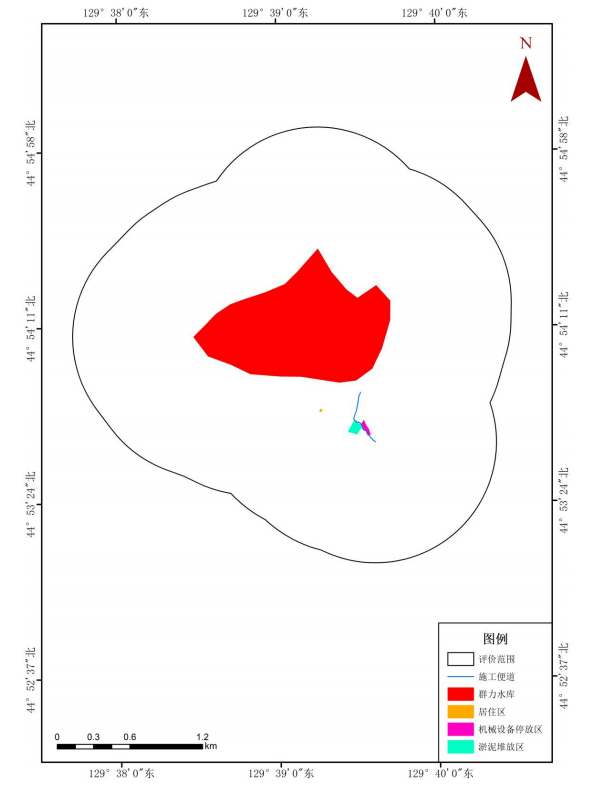 129° 38'0"东 129° 39'0"东 129° 40'0"东
N
44° 54'58"北 44° 54'58"北
44° 54'11"北 44° 54'11"北
44° 53'24"北 44° 53'24"北
44° 52'37"北 44° 52'37"北
图例
评价范围
施工便道
群力水库
居住区
机械设备停放区
淤泥堆放区
0 0.3 0.6 1.2
km
129° 38'0"东 129° 39'0"东 129° 40'0"东